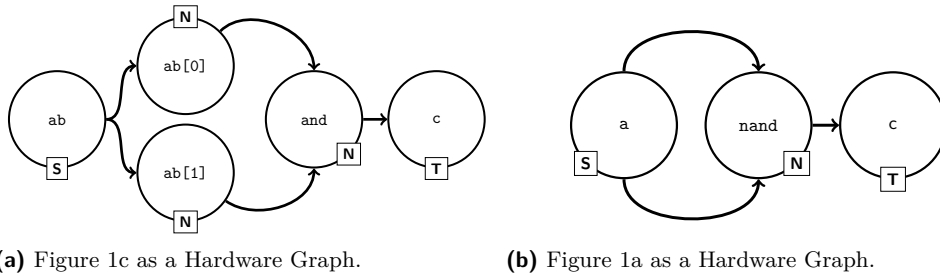 N
ab[0]
ab
S
and
N
c
T
ab[1]
N
(a) Figure 1c as a Hardware Graph.
a
S
nand
N
c
T
(b) Figure 1a as a Hardware Graph.